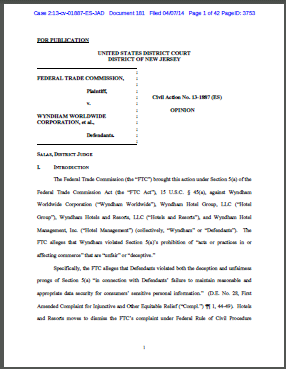 Case 2:13-cv-01887-ES-JAD Document 181 Filed 04/07/14 Page 1 of 42 PageID: 3753
FOR PUBLICATION
UNITED STATES DISTRICT COURT
DISTRICT OF NEW JERSEY
FEDERAL TRADE COMMISSION,
Plaintiff,
v.
WYNDHAM WORLDWIDE
CORPORATION, et al.,
Defendants.
Civil Action No. 13-1887 (ES)
OPINION
SALAS, DISTRICT JUDGE
I. INTRODUCTION
The Federal Trade Commission (the “FTC”) brought this action under Section 5(a) of the
Federal Trade Commission Act (the “FTC Act”), 15 U.S.C. § 45(a), against Wyndham
Worldwide Corporation (“Wyndham Worldwide”), Wyndham Hotel Group, LLC (“Hotel
Group”), Wyndham Hotels and Resorts, LLC (“Hotels and Resorts”), and Wyndham Hotel
Management, Inc. (“Hotel Management”) (collectively, “Wyndham” or “Defendants”). The
FTC alleges that Wyndham violated Section 5(a)’s prohibition of “acts or practices in or
affecting commerce” that are “unfair” or “deceptive.”
Specifically, the FTC alleges that Defendants violated both the deception and unfairness
prongs of Section 5(a) “in connection with Defendants’ failure to maintain reasonable and
appropriate data security for consumers’ sensitive personal information.” (D.E. No. 28, First
Amended Complaint for Injunctive and Other Equitable Relief (“Compl.”) ¶¶ 1, 44-49). Hotels
and Resorts moves to dismiss the FTC’s complaint under Federal Rule of Civil Procedure
1